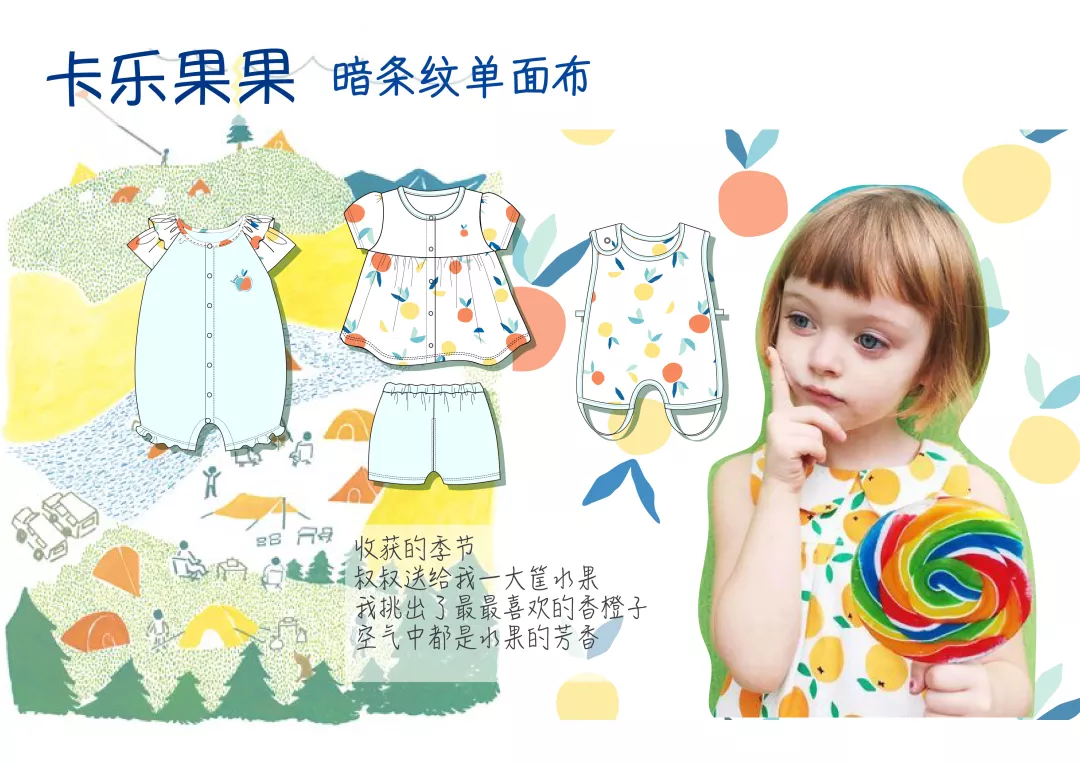 卡乐果果 暗条纹单面布
收获的季节
叔叔送给我一大筐水果
我挑出了最最喜欢的香橙子
空气中都是水果的芳香